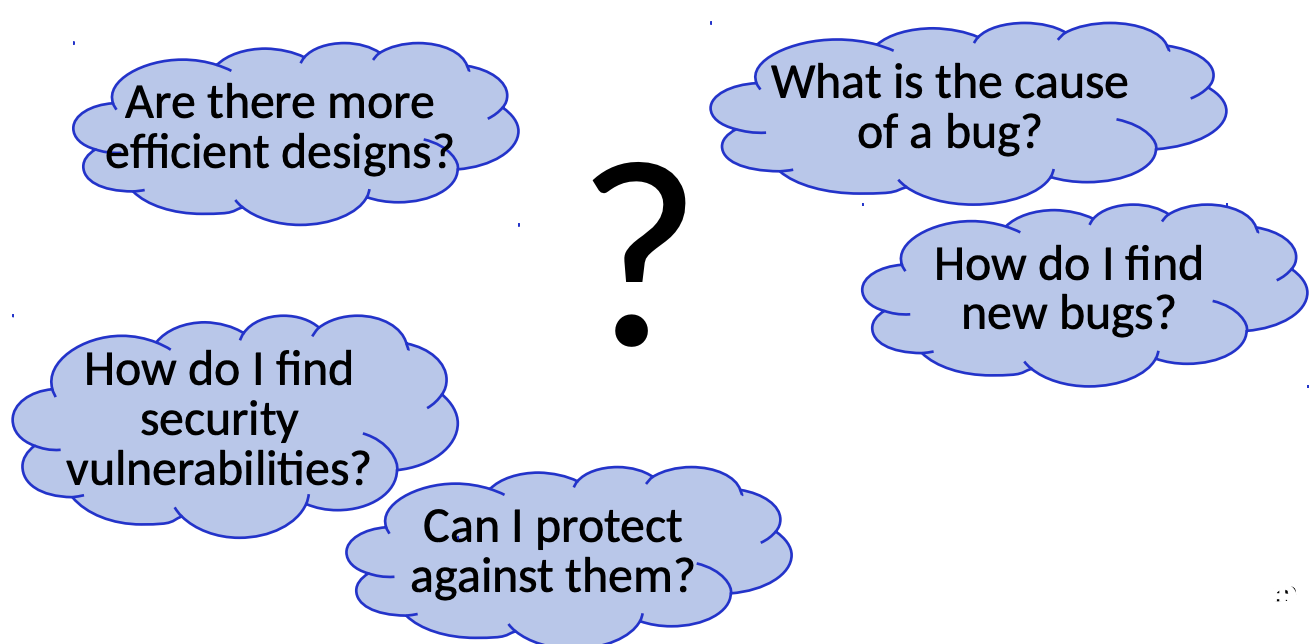 Are there more
efficient designs?
What is the cause
of a bug?
?
How do I find
new bugs?
How do I find
security
vulnerabilities?
Can I protect
against them?